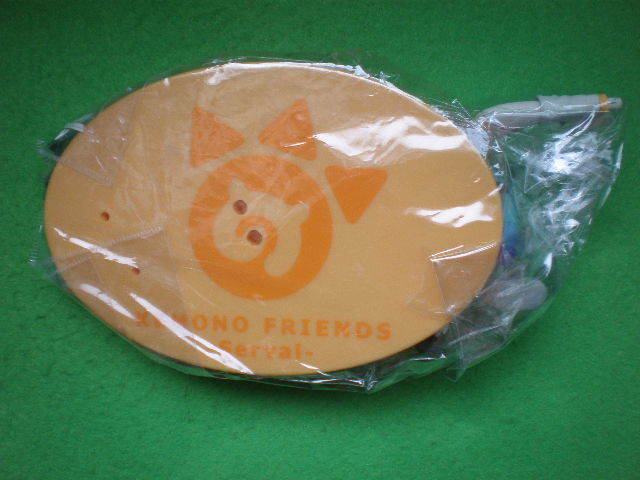 KEMONO FRIENDS
-Serval-